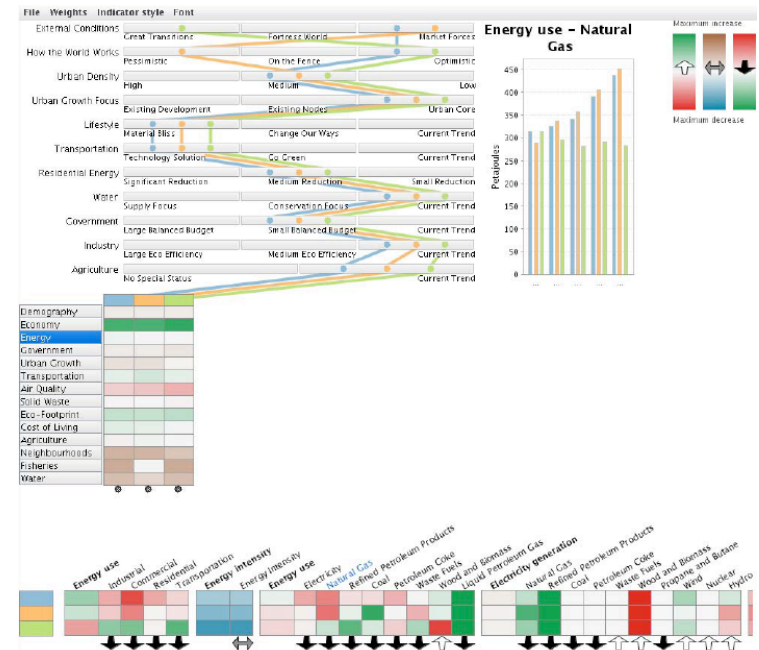 File Weights Indicator style Font
External Conditions
Great Transitions Fortress World Market Forces
How the World Works
Pessimistic On the Fence Optimistic
Urban Density
High Medium Low
Urban Growth Focus
Existing Development Existing Nodes Urban Core
Lifestyle
Material Bliss Change Our Ways Current Trend
Transportation
Technology Solution Go Green Current Trend
Residential Energy
Significant Reduction Medium Reduction Small Reduction
Water
Supply Focus Conservation Focus Current Trend
Government
Large Balanced Budget Small Balanced Budget Current Trend
Industry
Large Eco Efficiency Medium Eco Efficiency Current Trend
Agriculture
No Special Status Current Trend
Energy use - Natural
Gas
Petajoules
450
400
350
300
250
200
150
100
50
0
Maximum increase
Maximum decrease
Demography
Economy
Energy
Government
Urban Growth
Transportation
Air Quality
Solid Waste
Eco-Footprint
Cost of Living
Agriculture
Neighbourhoods
Fisheries
Water
Energy use
Industrial
Commercial
Residential
Transportation
Energy intensity
Energy intensity
Energy use
Electricity
Natural Gas
Refined Petroleum Products
Coal
Petroleum Coke
Waste Fuels
Wood and Biomass
Liquid Petroleum Gas
Electricity generation
Natural Gas
Refined Petroleum Products
Coal
Petroleum Coke
Waste Fuels
Wood and Biomass
Propane and Butane
Wind
Nuclear
Hydro